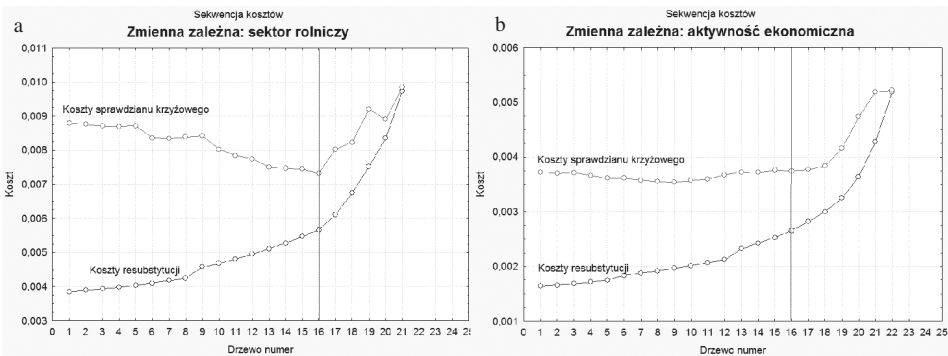 a
Sekwencja kosztów
Zmienna zależna: sektor rolniczy
0,011
0,010
0,009
0,008
0,007
0,006
0,005
0,004
0,003
Koszt
Koszty sprawdzianu krzyżowego
Koszty resubstytucji
0 1 2 3 4 5 6 7 8 9 10 11 12 13 14 15 16 17 18 19 20 21 22 23 24
Drzewo numer
b
Sekwencja kosztów
Zmienna zależna: aktywność ekonomiczna
0,006
0,005
0,004
0,003
0,002
0,001
Koszt
Koszty sprawdzianu krzyżowego
Koszty resubstytucji
0 1 2 3 4 5 6 7 8 9 10 11 12 13 14 15 16 17 18 19 20 21 22 23 24 25
Drzewo numer